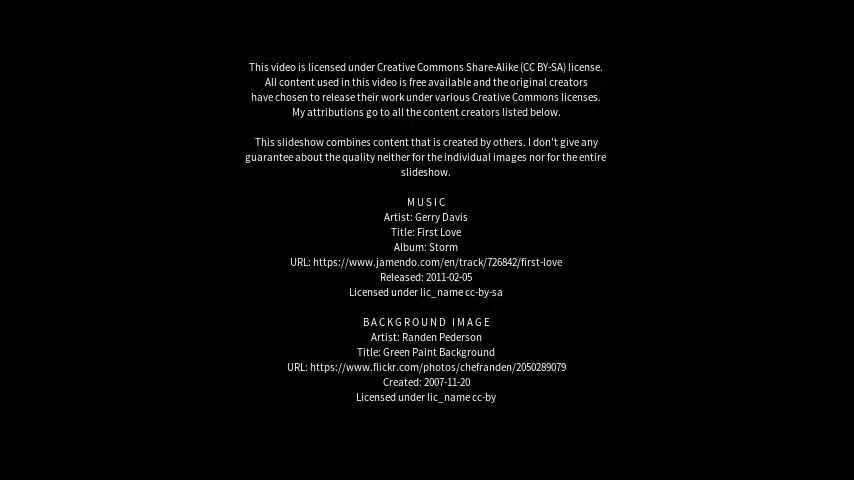 This video is licensed under Creative Commons Share-Alike (CC BY-SA) license.
All content used in this video is free available and the original creators
have chosen to release their work under various Creative Commons licenses.
My attributions go to all the content creators listed below.
This slideshow combines content that is created by others. I don't give any
guarantee about the quality neither for the individual images nor for the entire
slideshow.
MUSIC
Artist: Gerry Davis
Title: First Love
Album: Storm
URL: https://www.jamendo.com/en/track/726842/first-love
Released: 2011-02-05
Licensed under lic_name cc-by-sa
BACKGROUND IMAGE
Artist: Randen Pederson
Title: Green Paint Background
URL: https://www.flickr.com/photos/chefranden/2050289079
Created: 2007-11-20
Licensed under lic_name cc-by